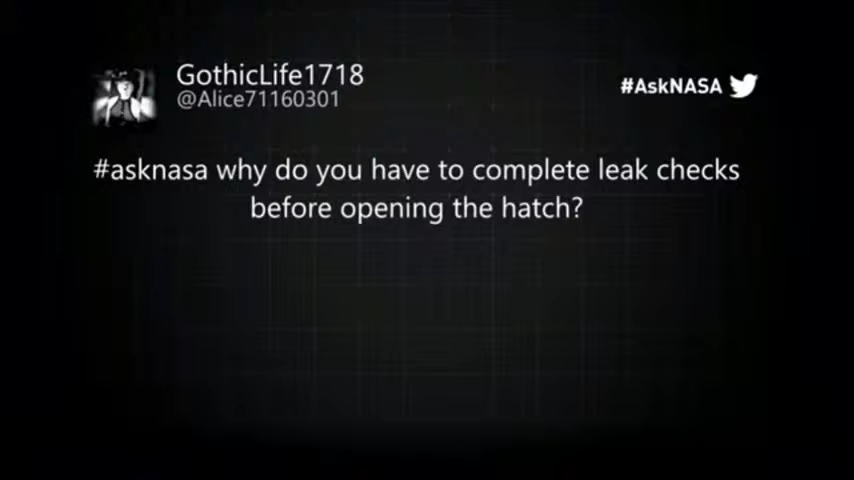 GothicLife1718
@Alice71160301
#AskNASA
#asknasa why do you have to complete leak checks
before opening the hatch?